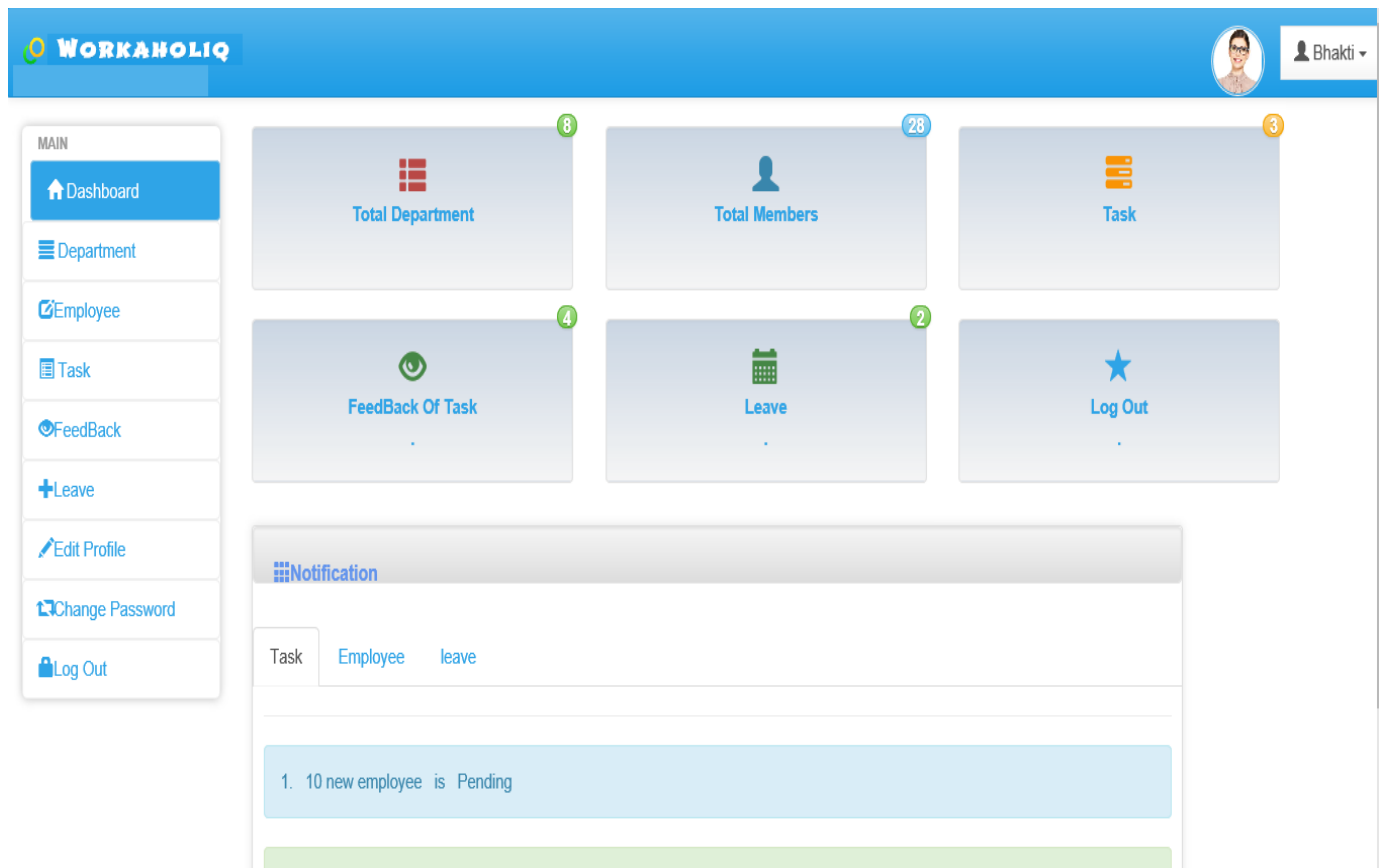 WORKAHOLIQ
Bhakti
MAIN
Dashboard
Department
Employee
Task
FeedBack
Leave
Edit Profile
Change Password
Log Out
8
Total Department
28
Total Members
3
Task
4
FeedBack Of Task
.
2
Leave
.
Log Out
.
Notification
Task Employee leave
1. 10 new employee is Pending